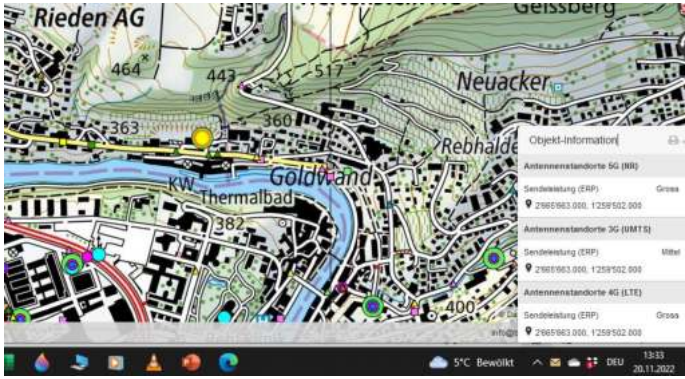 Rieden AG
Geissberg
464
443
517
Neuacker
363
360
Rebhalde
Goldwand
KW
Thermalbad
382
400
Objekt-Information
Antennenstandorte 5G (NR)
Sendeleistung (ERP) Gross
2'665'863.000, 1'259'502.000
Antennenstandorte 3G (UMTS)
Sendeleistung (ERP) Mittel
2'665'863.000, 1'259'502.000
Antennenstandorte 4G (LTE)
Sendeleistung (ERP) Gross
2'665'863.000, 1'259'502.000
5°C Bewölkt
DEU
13:33
20.11.2022